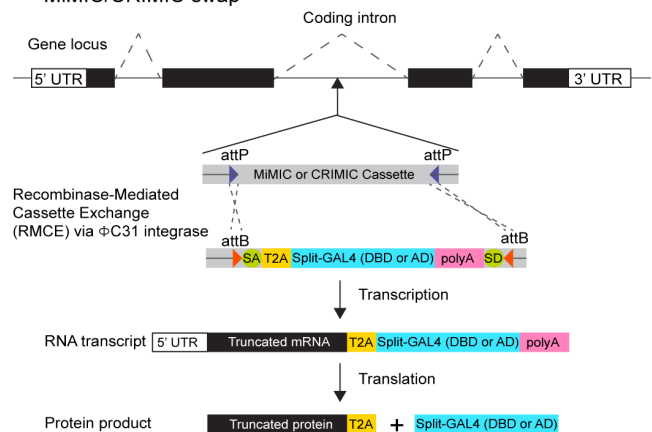 MiMIC/CRIMIC swap
Coding intron
Gene locus
5' UTR
3' UTR
attP
attP
MiMIC or CRIMIC Cassette
Recombinase-Mediated
Cassette Exchange
(RMCE) via ΦC31 integrase
attB
attB
SA T2A Split-GAL4 (DBD or AD) polyA SD
Transcription
RNA transcript 5' UTR Truncated mRNA T2A Split-GAL4 (DBD or AD) polyA
Translation
Protein product Truncated protein T2A + Split-GAL4 (DBD or AD)